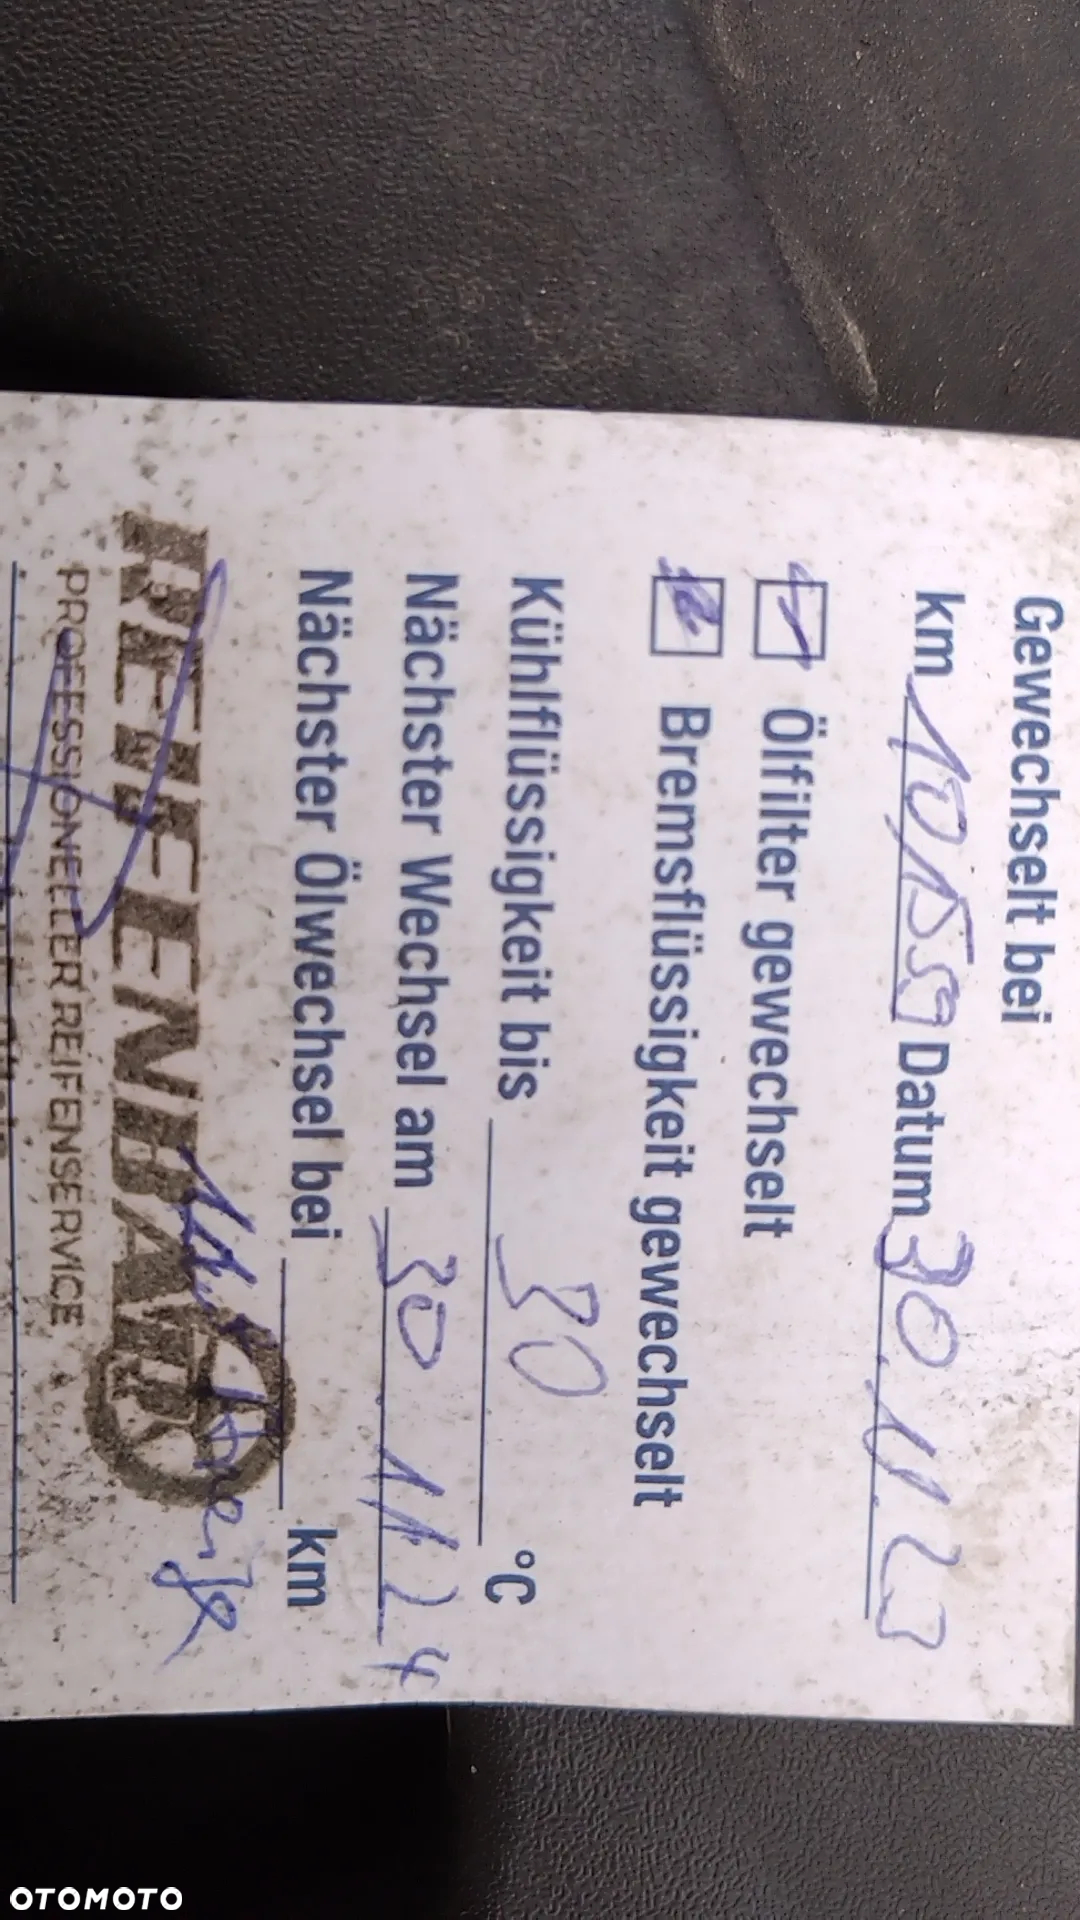 Gewechselt bei
km 101559 Datum 30.11.23
Ölfilter gewechselt
Bremsflüssigkeit gewechselt
Kühlflüssigkeit bis -30 °C
Nächster Wechsel am 30.11.24
Nächster Ölwechsel bei km
REIFENBAR
PROFESSIONELLER REIFENSERVICE
OTOMOTO